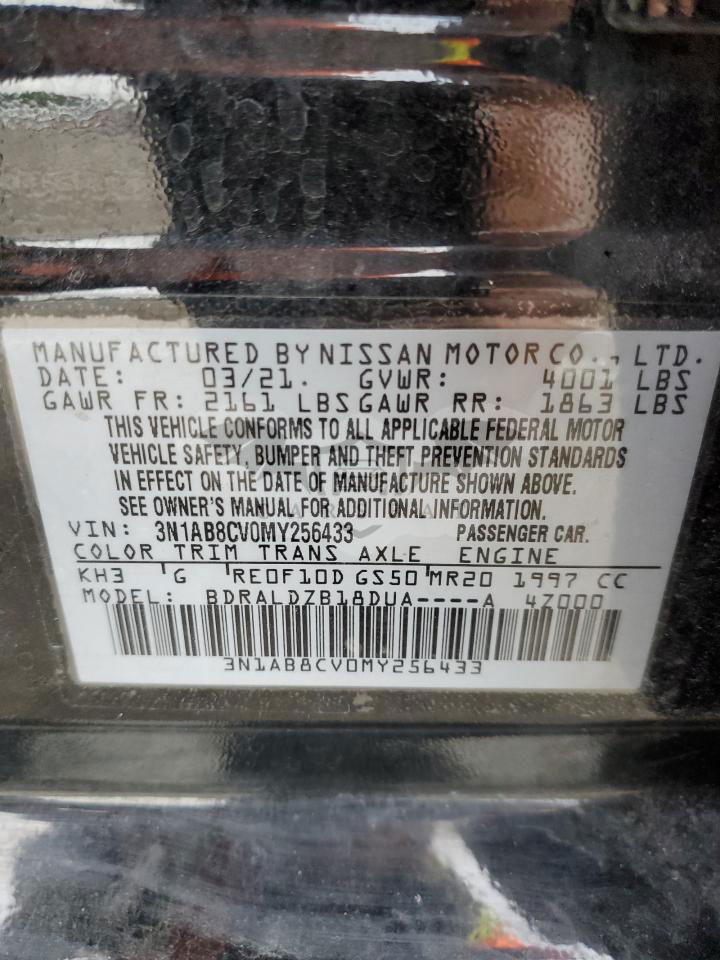 MANUFACTURED BY NISSAN MOTOR CO., LTD.
DATE: 03/21. GVWR: 4001 LBS
GAWR FR: 2161 LBS GAWR RR: 1863 LBS
THIS VEHICLE CONFORMS TO ALL APPLICABLE FEDERAL MOTOR
VEHICLE SAFETY, BUMPER AND THEFT PREVENTION STANDARDS
IN EFFECT ON THE DATE OF MANUFACTURE SHOWN ABOVE.
SEE OWNER'S MANUAL FOR ADDITIONAL INFORMATION.
VIN: 3N1AB8CV0MY256433 PASSENGER CAR.
COLOR TRIM TRANS AXLE ENGINE
KH3 G RE0F10D GS50 MR20 1997 CC
MODEL: BDRALDZB18DUA----A 4Z000
3N1AB8CV0MY256433